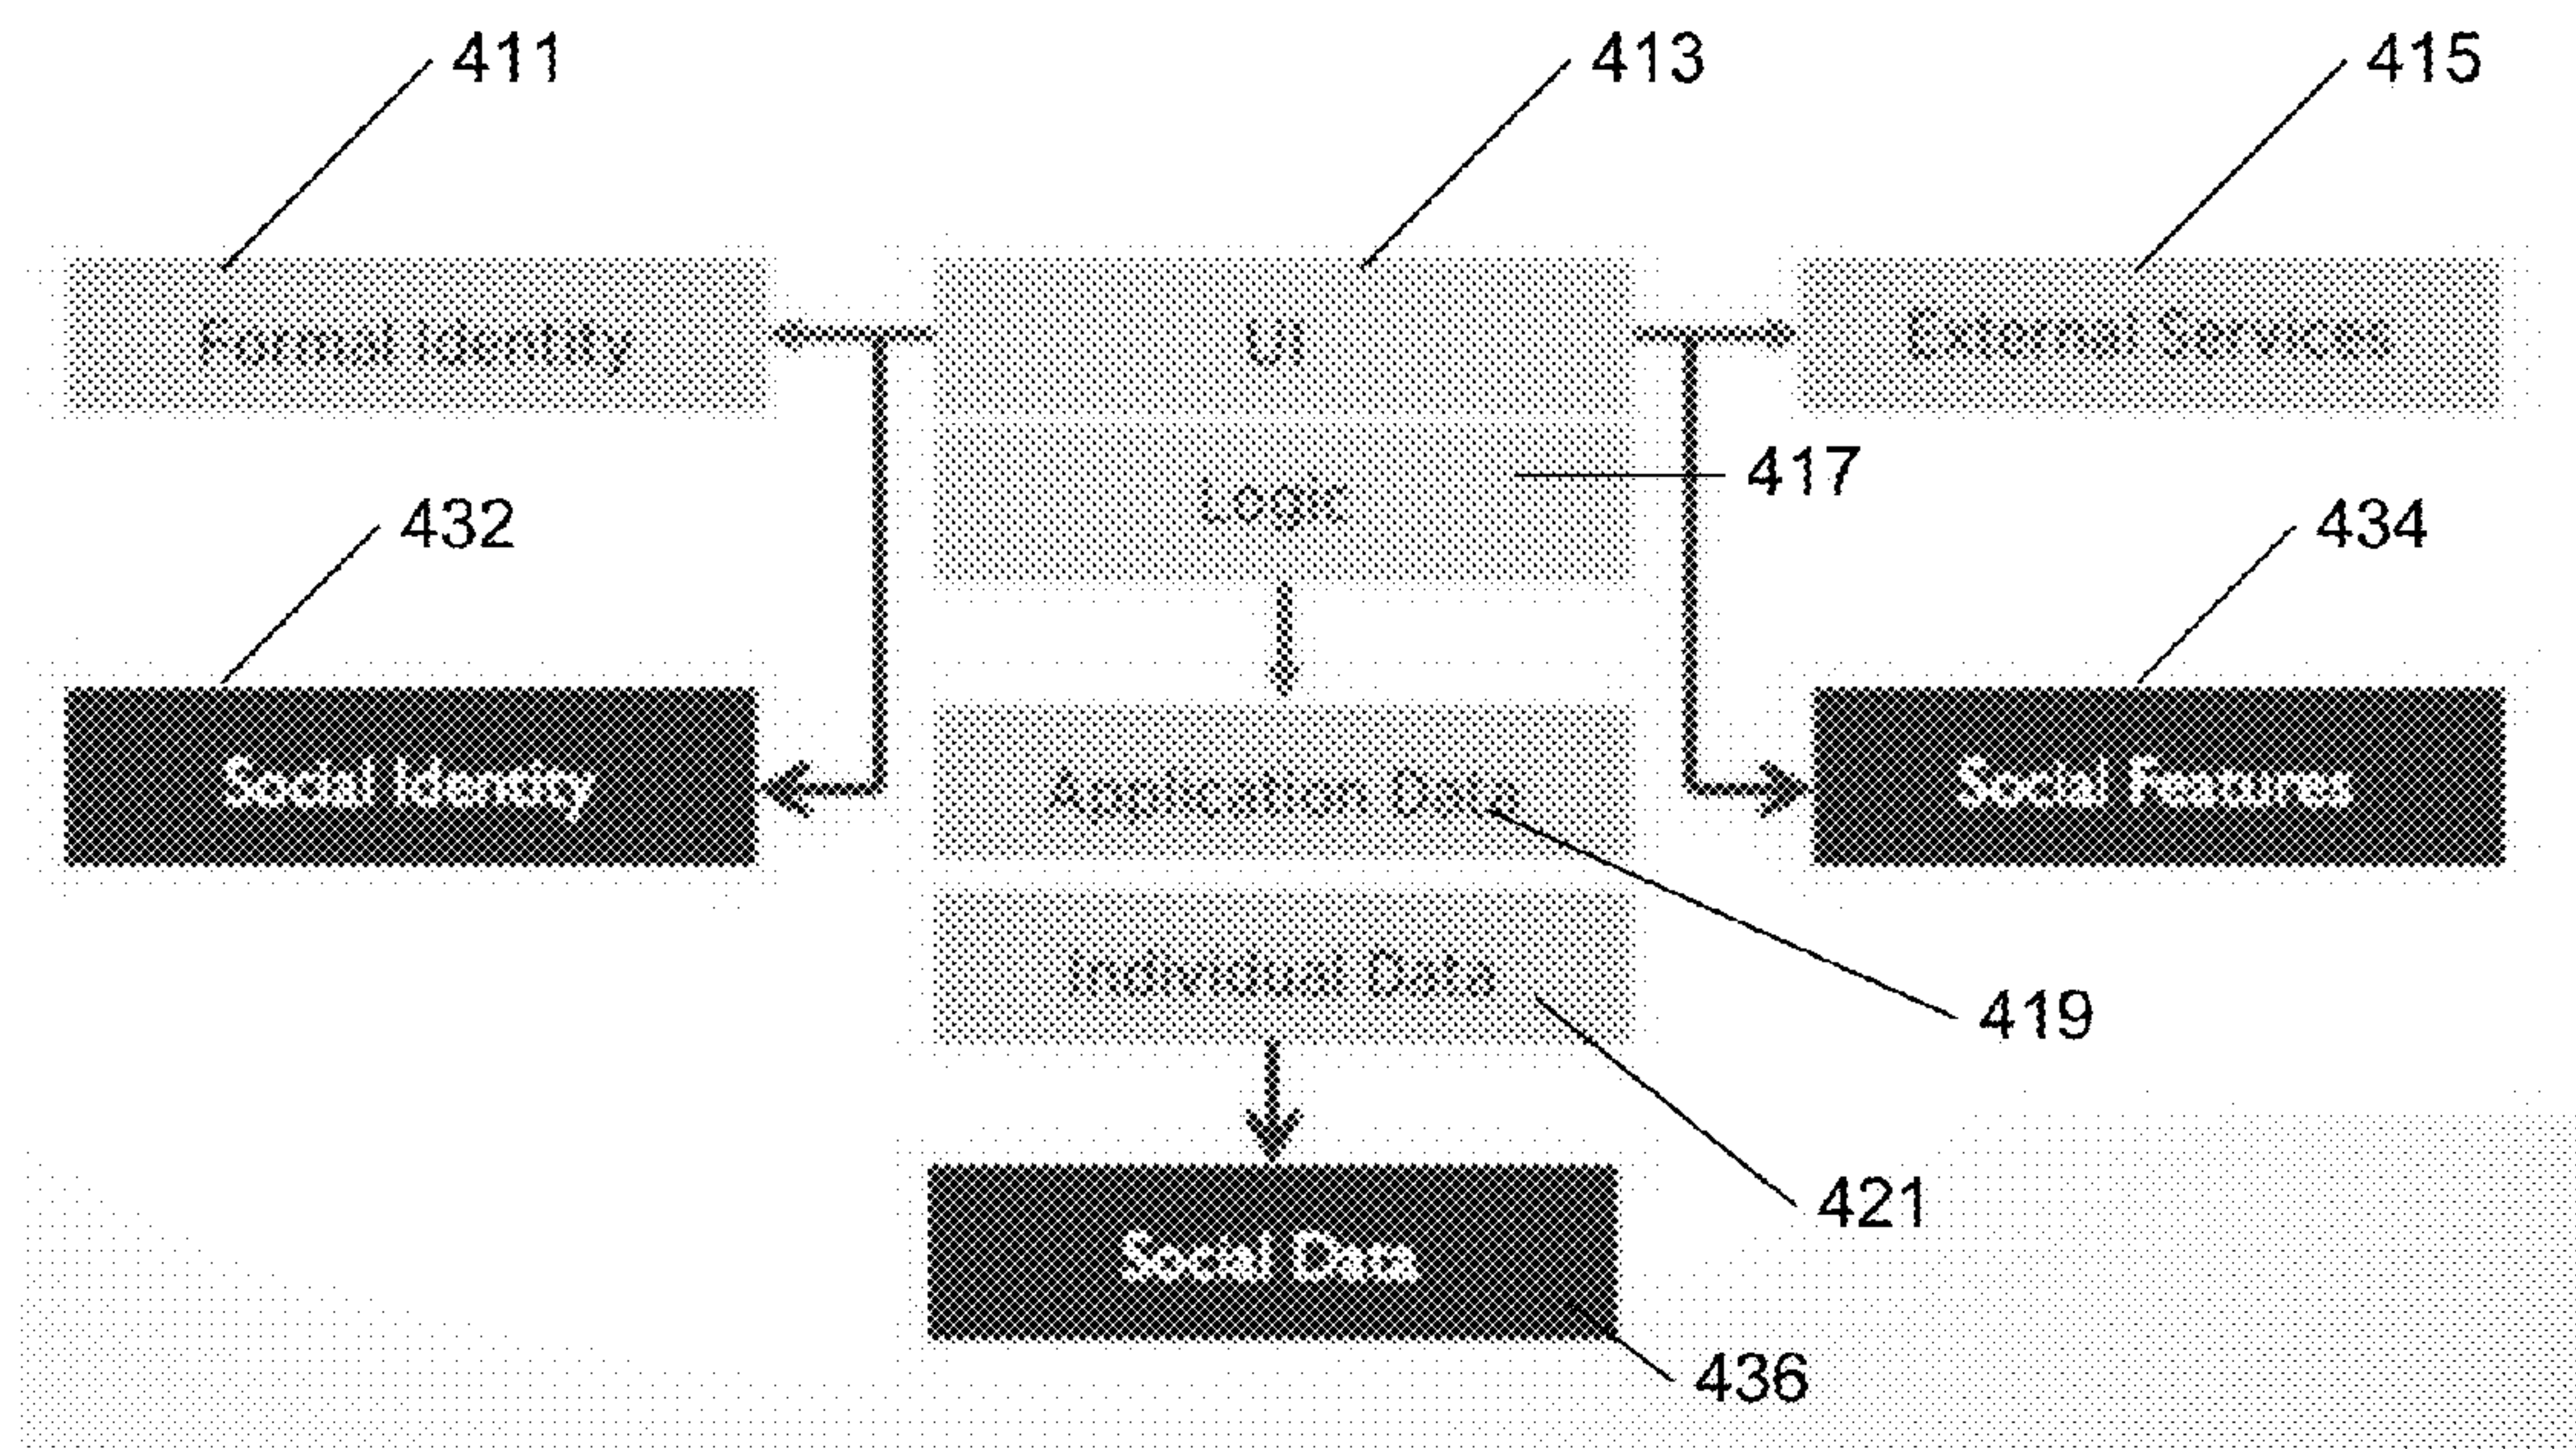 411
413
415
Formal Identity
UI
External Services
Logic
417
432
434
Social Identity
Application Data
Social Features
Individual Data
419
421
Social Data
436